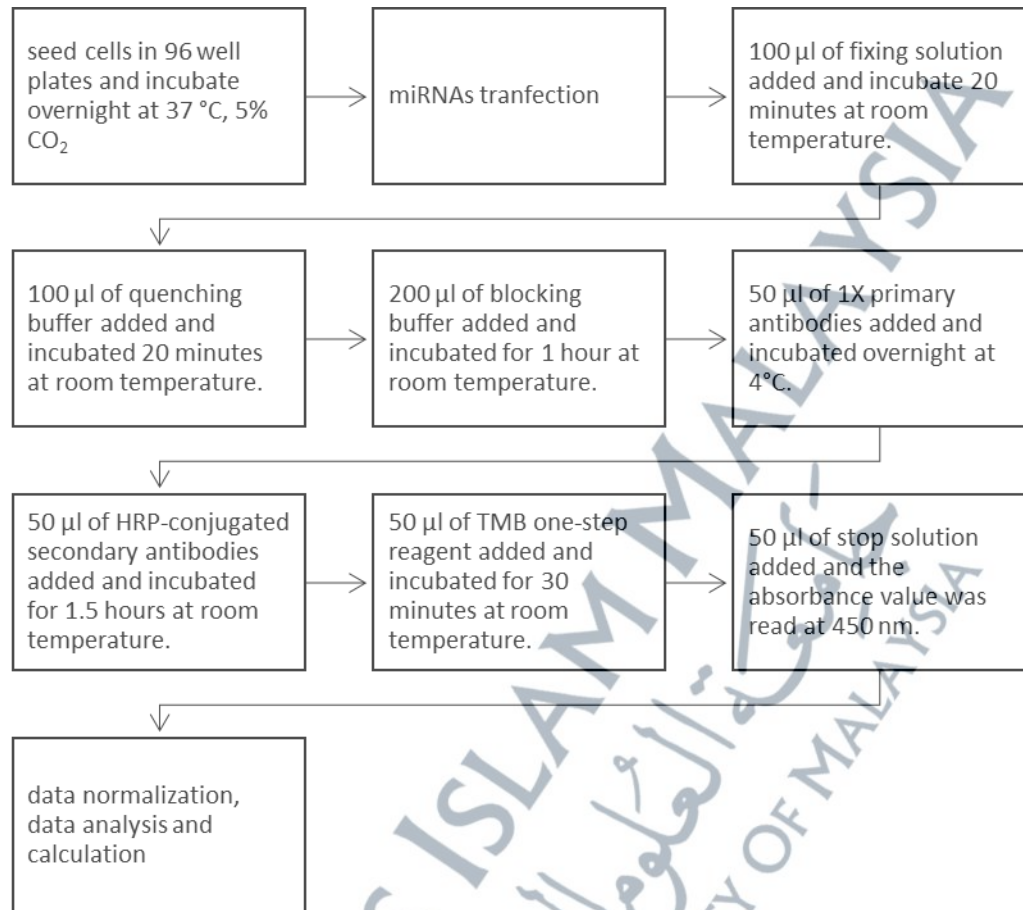 seed cells in 96 well
plates and incubate
overnight at 37 °C, 5%
CO₂
miRNAs tranfection
100 µl of fixing solution
added and incubate 20
minutes at room
temperature.
100 µl of quenching
buffer added and
incubated 20 minutes
at room temperature.
200 µl of blocking
buffer added and
incubated for 1 hour at
room temperature.
50 µl of 1X primary
antibodies added and
incubated overnight at
4°C.
50 µl of HRP-conjugated
secondary antibodies
added and incubated
for 1.5 hours at room
temperature.
50 µl of TMB one-step
reagent added and
incubated for 30
minutes at room
temperature.
50 µl of stop solution
added and the
absorbance value was
read at 450 nm.
data normalization,
data analysis and
calculation
ISLAM MALAYSIA
OF MALAYSIA